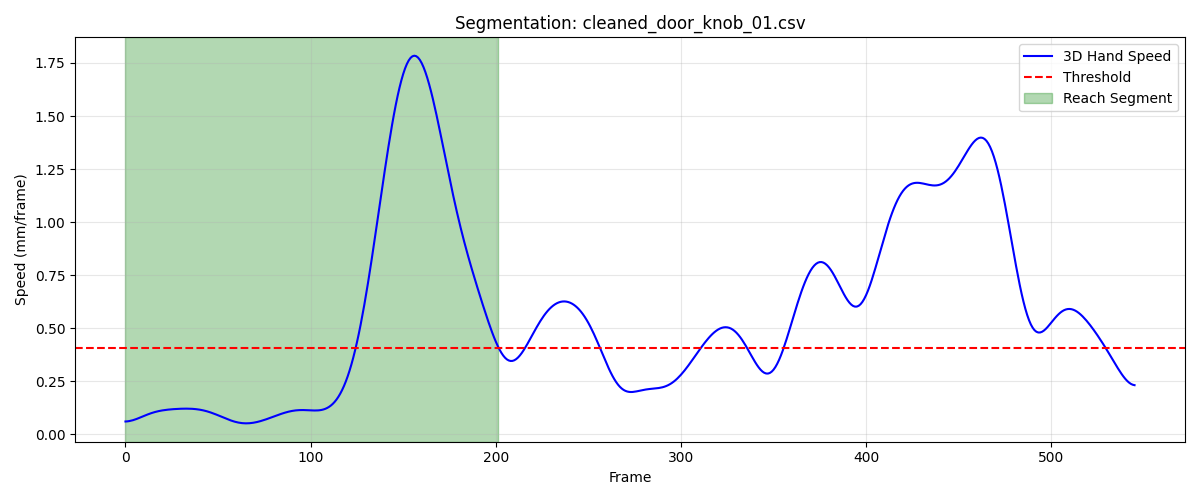 Segmentation: cleaned_door_knob_01.csv
3D Hand Speed
Threshold
Reach Segment
Speed (mm/frame)
1.75
1.50
1.25
1.00
0.75
0.50
0.25
0.00
0 100 200 300 400 500
Frame